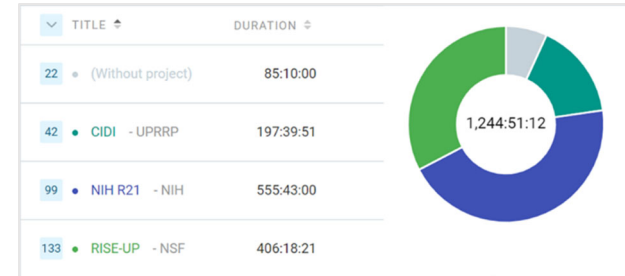 TITLE DURATION
22 (Without project) 85:10:00
42 CIDI - UPRRP 197:39:51
99 NIH R21 - NIH 555:43:00
133 RISE-UP - NSF 406:18:21
1,244:51:12